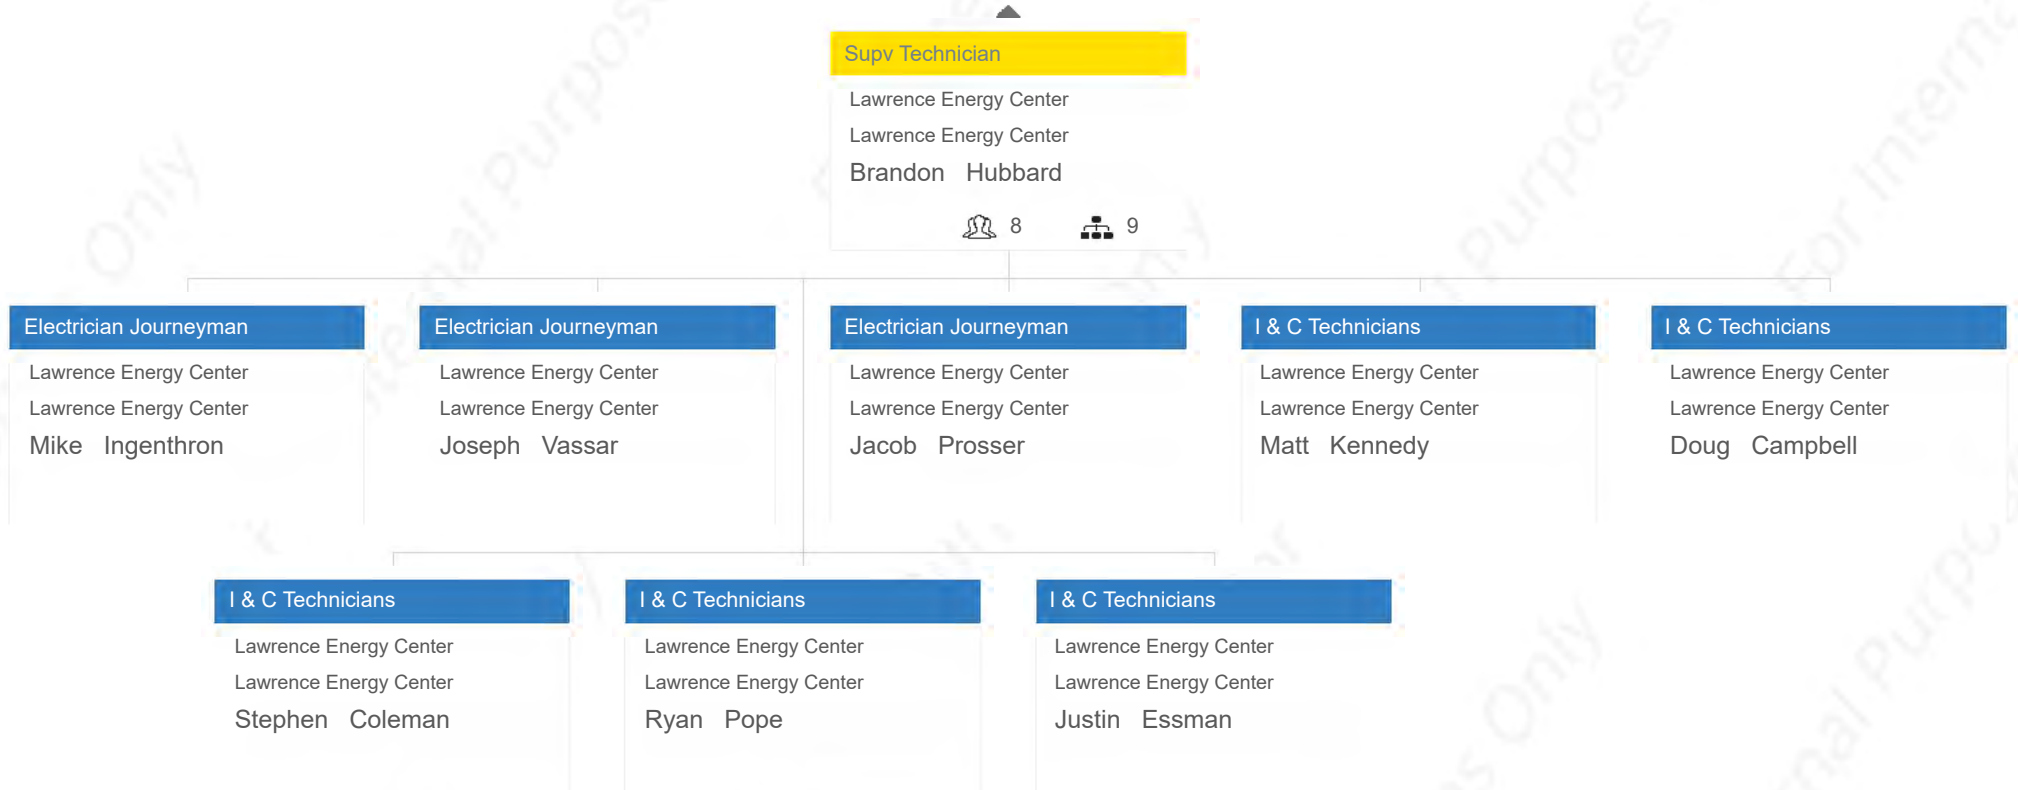 Supv Technician
Lawrence Energy Center
Lawrence Energy Center
Brandon Hubbard
8 9
Electrician Journeyman
Lawrence Energy Center
Lawrence Energy Center
Mike Ingenthron
Electrician Journeyman
Lawrence Energy Center
Lawrence Energy Center
Joseph Vassar
Electrician Journeyman
Lawrence Energy Center
Lawrence Energy Center
Jacob Prosser
I & C Technicians
Lawrence Energy Center
Lawrence Energy Center
Matt Kennedy
I & C Technicians
Lawrence Energy Center
Lawrence Energy Center
Doug Campbell
I & C Technicians
Lawrence Energy Center
Lawrence Energy Center
Stephen Coleman
I & C Technicians
Lawrence Energy Center
Lawrence Energy Center
Ryan Pope
I & C Technicians
Lawrence Energy Center
Lawrence Energy Center
Justin Essman